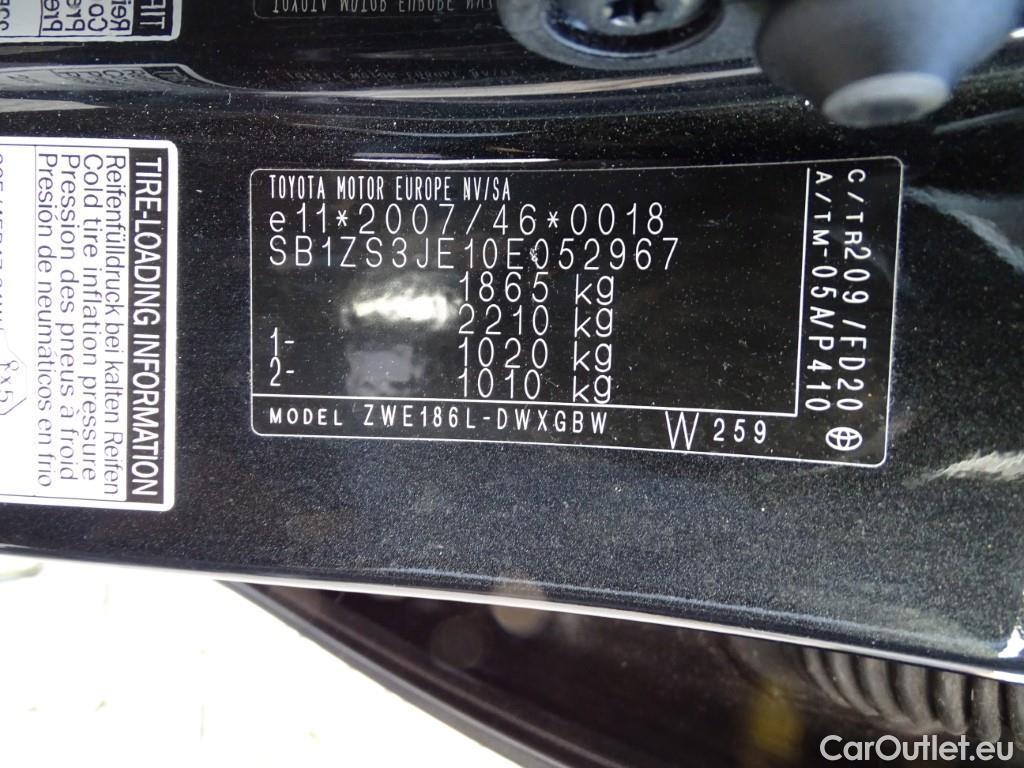 TOYOTA MOTOR EUROPE NV/SA
e11*2007/46*0018
SB1ZS3JE10E052967
1865 kg
2210 kg
1- 1020 kg
2- 1010 kg
MODEL ZWE186L-DWXGBW W 259
C/TR209/FD20
A/TM-05A/P410
TIRE-LOADING INFORMATION
Reifenfülldruck bei kalten Reifen
Cold tire inflation pressure
Pression des pneus à froid
Presión de neumaticos en frio
CarOutlet.eu